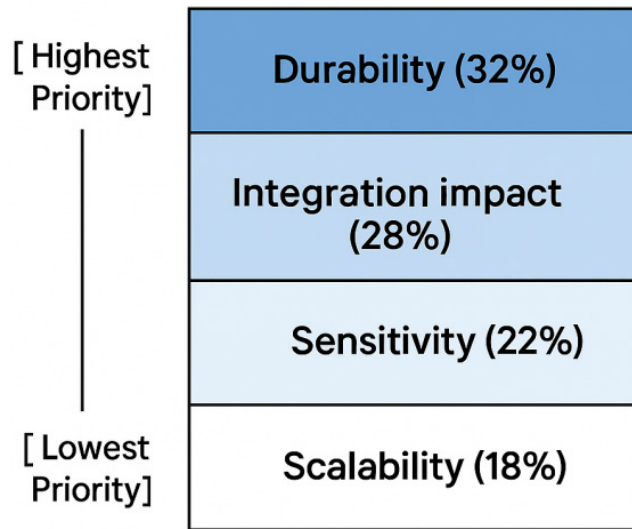 [ Highest
Priority]
Durability (32%)
Integration impact
(28%)
Sensitivity (22%)
[ Lowest
Priority]
Scalability (18%)